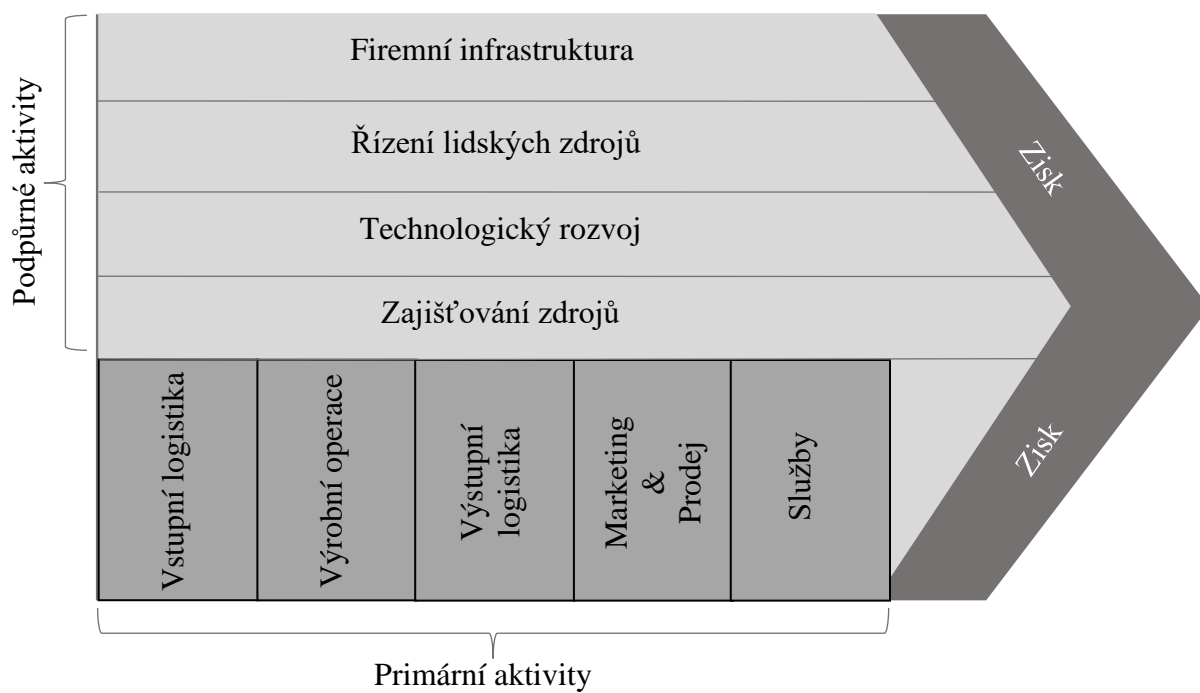 Podpůrné aktivity
Firemní infrastruktura
Řízení lidských zdrojů
Technologický rozvoj
Zajišťování zdrojů
Zisk
Vstupní logistika
Výrobní operace
Výstupní
logistika
Marketing
&
Prodej
Služby
Zisk
Primární aktivity